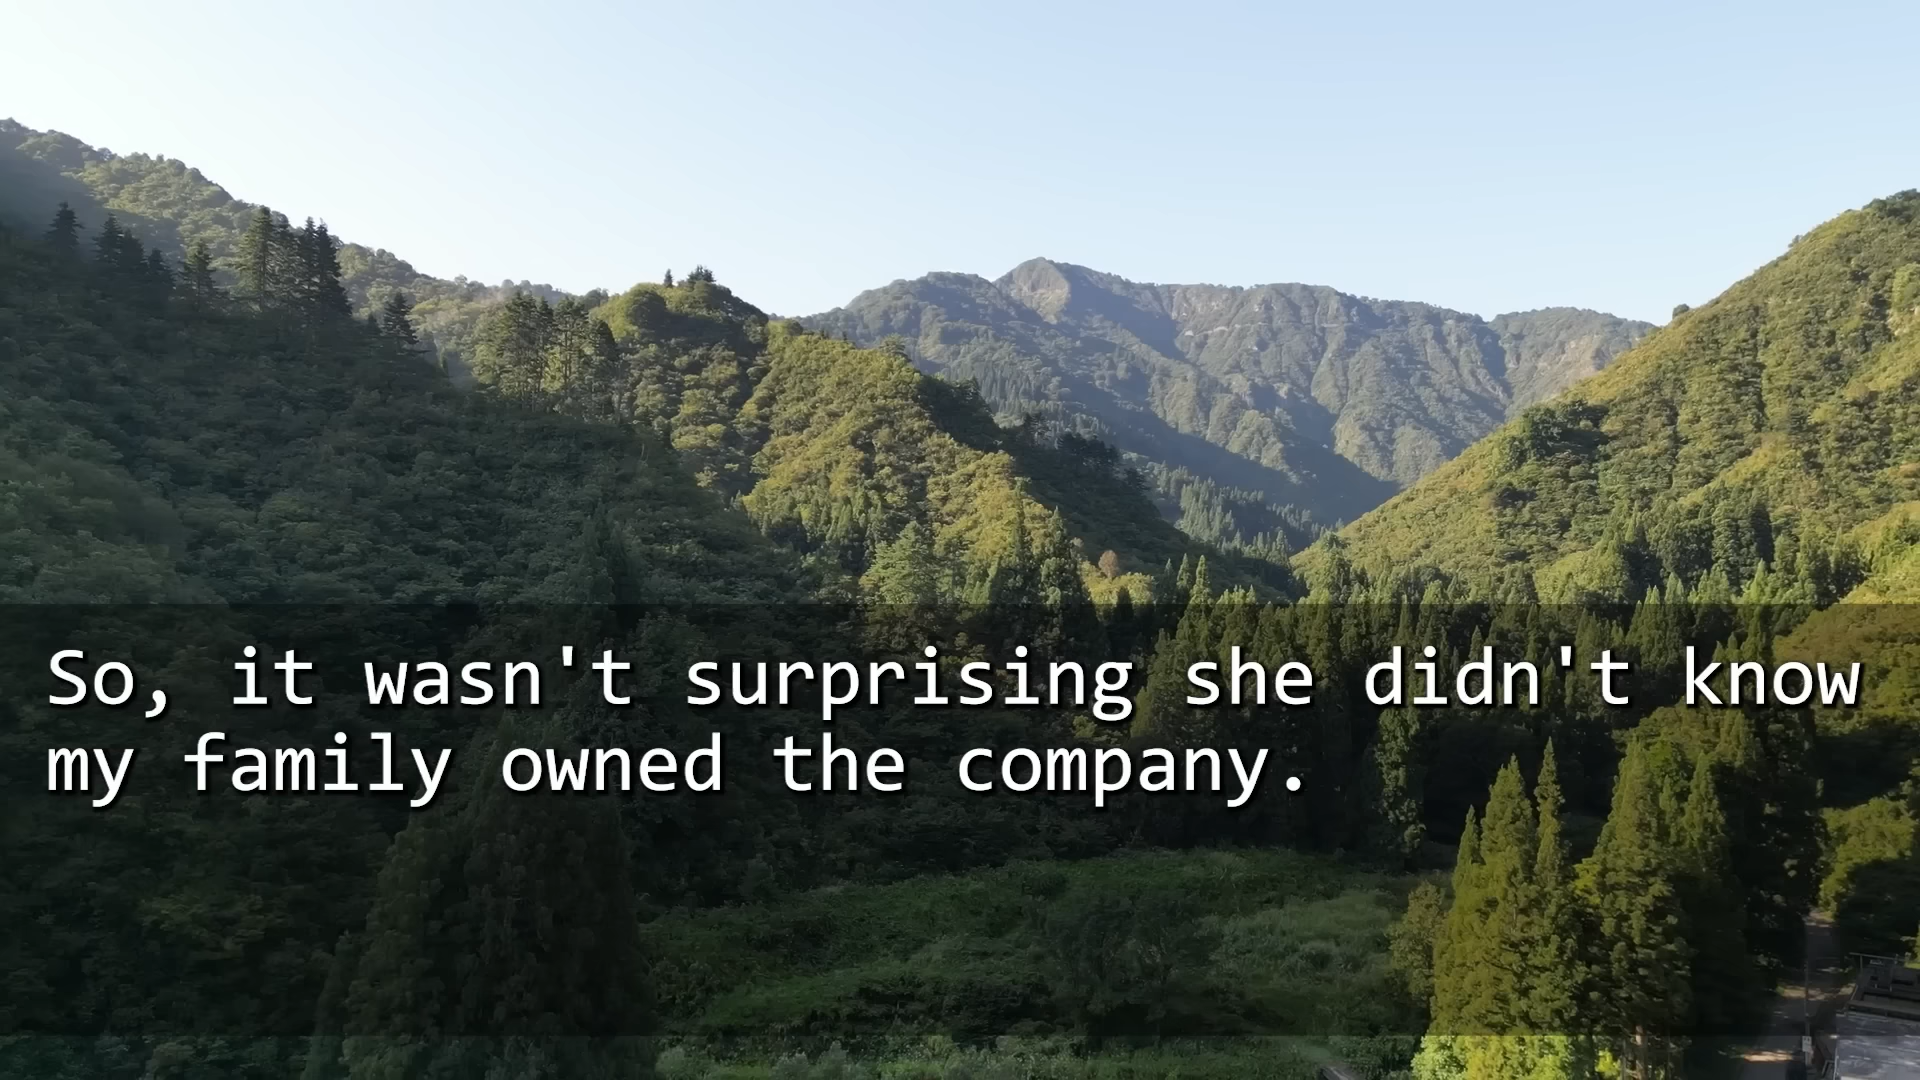 So, it wasn't surprising she didn't know
my family owned the company.